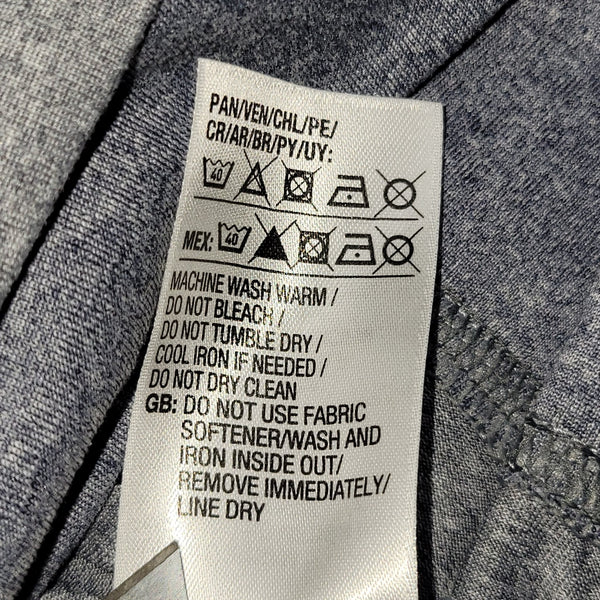 PAN/VEN/CHL/PE/
CR/AR/BR/PY/UY:
40
MEX: 40
MACHINE WASH WARM /
DO NOT BLEACH /
DO NOT TUMBLE DRY /
COOL IRON IF NEEDED /
DO NOT DRY CLEAN
GB: DO NOT USE FABRIC
SOFTENER/WASH AND
IRON INSIDE OUT/
REMOVE IMMEDIATELY/
LINE DRY